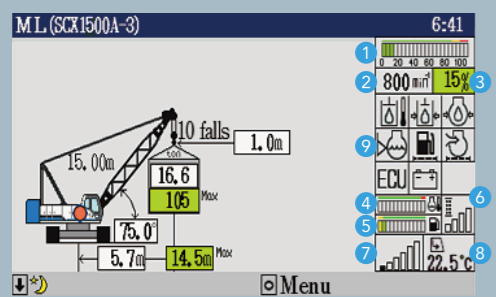 ML(SCX1500A-3) 6:41
1
0 20 40 60 80 100
2 800 min⁻¹ 15% 3
10 falls
1.0m
ton
15.00m
16.6
105 Max
9
ECU
4
6
5
75.0°
5.7m 14.5m Max
7 22.5°C 8
Menu